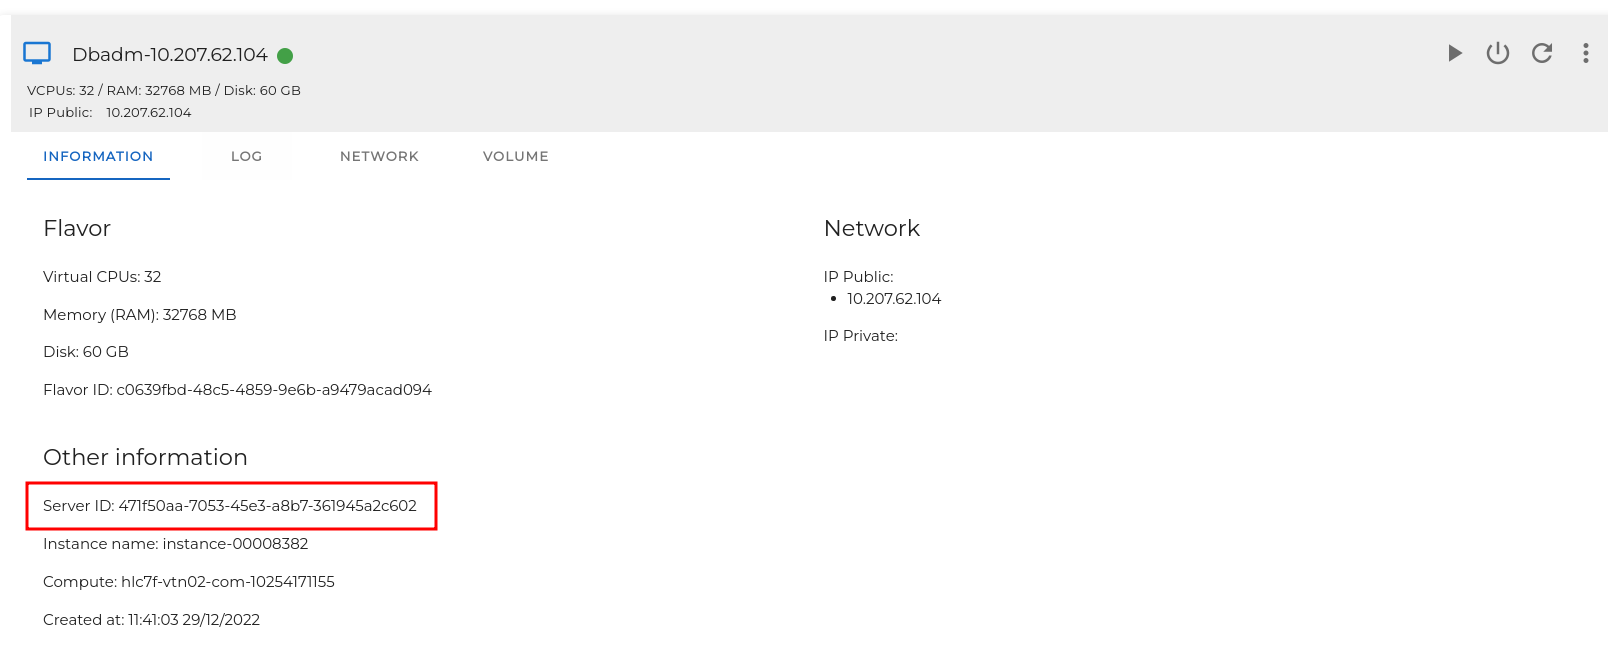 Dbadm-10.207.62.104
VCPUs: 32 / RAM: 32768 MB / Disk: 60 GB
IP Public: 10.207.62.104
INFORMATION LOG NETWORK VOLUME
Flavor
Virtual CPUs: 32
Memory (RAM): 32768 MB
Disk: 60 GB
Flavor ID: c0639fbd-48c5-4859-9e6b-a9479acad094
Network
IP Public:
10.207.62.104
IP Private:
Other information
Server ID: 471f50aa-7053-45e3-a8b7-361945a2c602
Instance name: instance-00008382
Compute: hlc7f-vtn02-com-10254171155
Created at: 11:41:03 29/12/2022